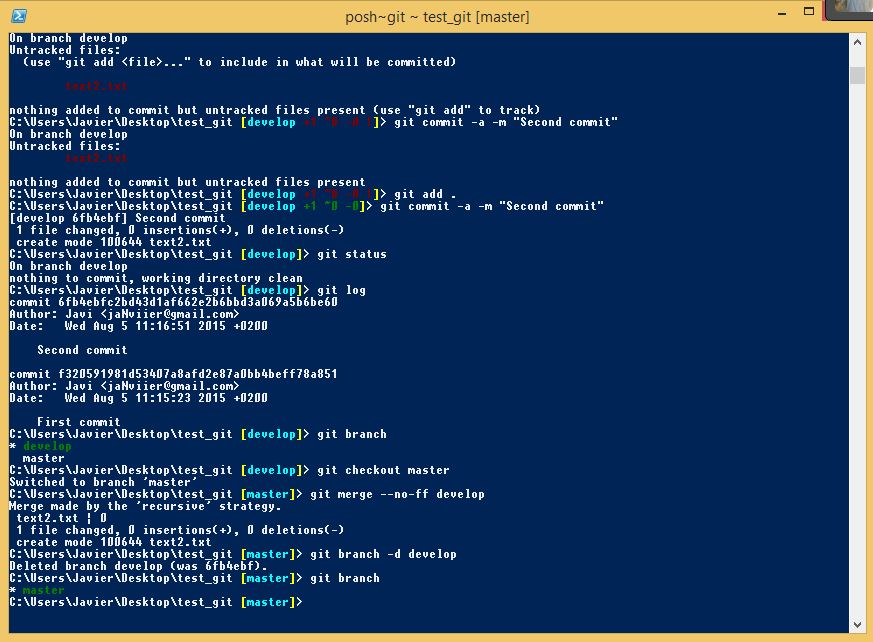 posh~git ~ test_git [master]
On branch develop
Untracked files:
  (use "git add <file>..." to include in what will be committed)
        text2.txt
nothing added to commit but untracked files present (use "git add" to track)
C:\Users\Javier\Desktop\test_git [develop +1 ~0 -0 !]> git commit -a -m "Second commit"
On branch develop
Untracked files:
        text2.txt
nothing added to commit but untracked files present
C:\Users\Javier\Desktop\test_git [develop +1 ~0 -0 !]> git add .
C:\Users\Javier\Desktop\test_git [develop +1 ~0 -0]> git commit -a -m "Second commit"
[develop 6fb4ebf] Second commit
 1 file changed, 0 insertions(+), 0 deletions(-)
 create mode 100644 text2.txt
C:\Users\Javier\Desktop\test_git [develop]> git status
On branch develop
nothing to commit, working directory clean
C:\Users\Javier\Desktop\test_git [develop]> git log
commit 6fb4ebfc2bd43d1af662e2b6bbd3a069a5b6be60
Author: Javi <jaNviier@gmail.com>
Date:   Wed Aug 5 11:16:51 2015 +0200
    Second commit
commit f320591981d53407a8afd2e87a0bb4beff78a851
Author: Javi <jaNviier@gmail.com>
Date:   Wed Aug 5 11:15:23 2015 +0200
    First commit
C:\Users\Javier\Desktop\test_git [develop]> git branch
* develop
  master
C:\Users\Javier\Desktop\test_git [develop]> git checkout master
Switched to branch 'master'
C:\Users\Javier\Desktop\test_git [master]> git merge --no-ff develop
Merge made by the 'recursive' strategy.
 text2.txt | 0
 1 file changed, 0 insertions(+), 0 deletions(-)
 create mode 100644 text2.txt
C:\Users\Javier\Desktop\test_git [master]> git branch -d develop
Deleted branch develop (was 6fb4ebf).
C:\Users\Javier\Desktop\test_git [master]> git branch
* master
C:\Users\Javier\Desktop\test_git [master]>